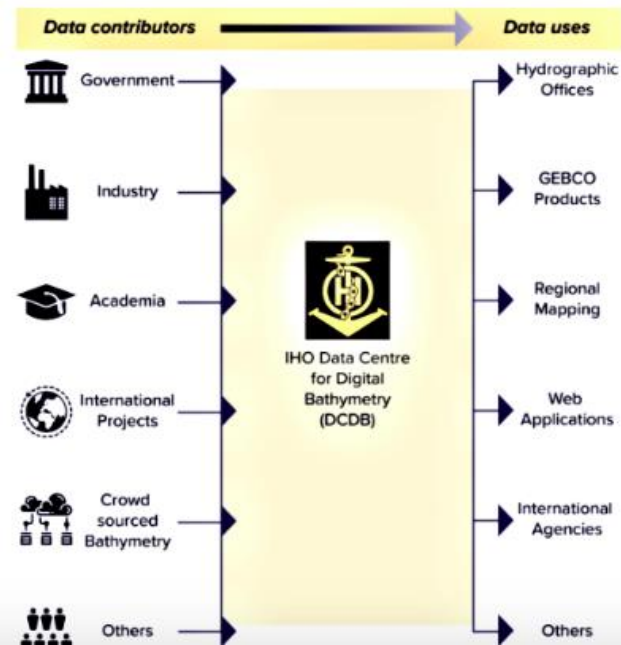 Data contributors
Data uses
Government
Industry
Academia
International
Projects
Crowd
sourced
Bathymetry
Others
IHO Data Centre
for Digital
Bathymetry
(DCDB)
Hydrographic
Offices
GEBCO
Products
Regional
Mapping
Web
Applications
International
Agencies
Others